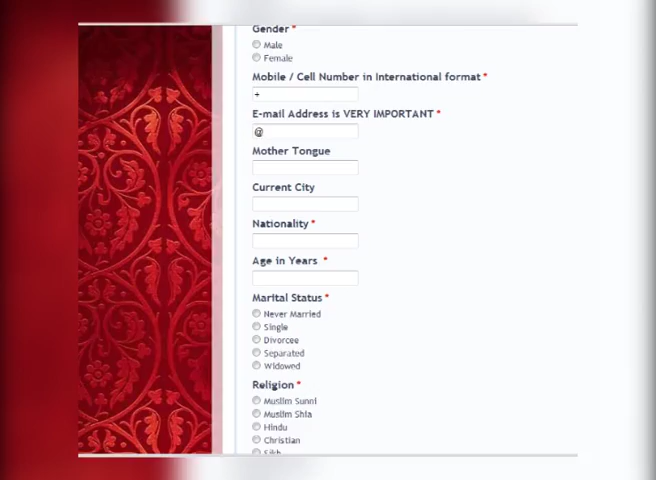 Gender *
Male
Female
Mobile / Cell Number in International format *
+
E-mail Address is VERY IMPORTANT *
@
Mother Tongue
Current City
Nationality *
Age in Years *
Marital Status *
Never Married
Single
Divorcee
Separated
Widowed
Religion *
Muslim Sunni
Muslim Shia
Hindu
Christian
Sikh